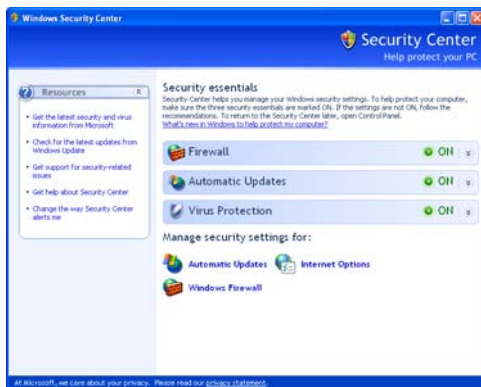 Windows Security Center
Security Center
Help protect your PC
Resources
Get the latest security and virus
information from Microsoft
Check for the latest updates from
Windows Update
Get support for security-related
issues
Get help about Security Center
Change the way Security Center
alerts me
Security essentials
Security Center helps you manage your Windows security settings. To help protect your computer,
make sure the three security essentials are marked ON. If the settings are not ON, follow the
recommendations. To return to the Security Center later, open Control Panel.
What's new in Windows to help protect my computer?
Firewall ON
Automatic Updates ON
Virus Protection ON
Manage security settings for:
Automatic Updates Internet Options
Windows Firewall
At Microsoft, we care about your privacy. Please read our privacy statement.